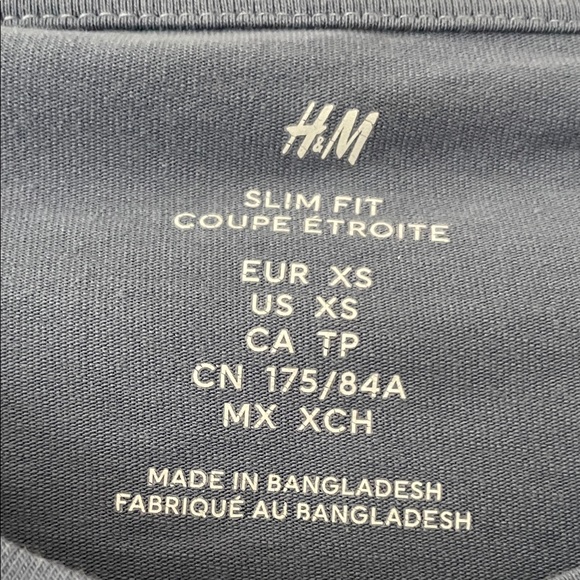 H&M
SLIM FIT
COUPE ÉTROITE
EUR XS
US XS
CA TP
CN 175/84A
MX XCH
MADE IN BANGLADESH
FABRIQUÉ AU BANGLADESH